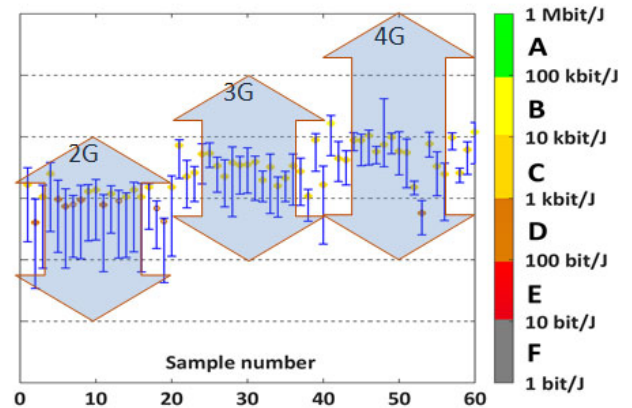 4G
3G
2G
Sample number
0 10 20 30 40 50 60
1 Mbit/J
A
100 kbit/J
B
10 kbit/J
C
1 kbit/J
D
100 bit/J
E
10 bit/J
F
1 bit/J